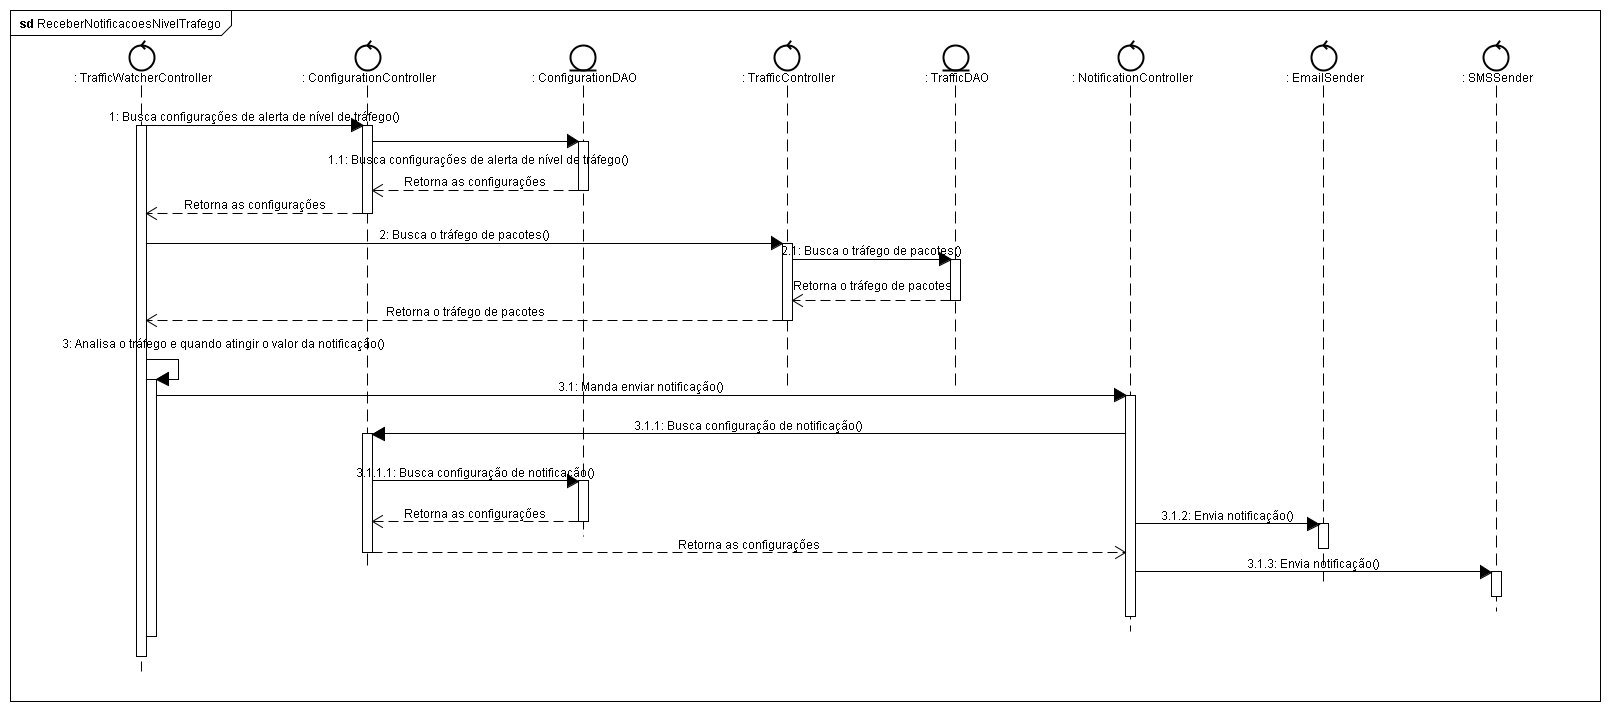 sd ReceberNotificacoesNivelTrafego
: TrafficWatcherController
: ConfigurationController
: ConfigurationDAO
: TrafficController
: TrafficDAO
: NotificationController
: EmailSender
: SMSSender
1: Busca configurações de alerta de nível de tráfego()
1.1: Busca configurações de alerta de nível de tráfego()
Retorna as configurações
Retorna as configurações
2: Busca o tráfego de pacotes()
2.1: Busca o tráfego de pacotes()
Retorna o tráfego de pacotes
Retorna o tráfego de pacotes
3: Analisa o tráfego e quando atingir o valor da notificação()
3.1: Manda enviar notificação()
3.1.1: Busca configuração de notificação()
3.1.1.1: Busca configuração de notificação()
Retorna as configurações
3.1.2: Envia notificação()
Retorna as configurações
3.1.3: Envia notificação()